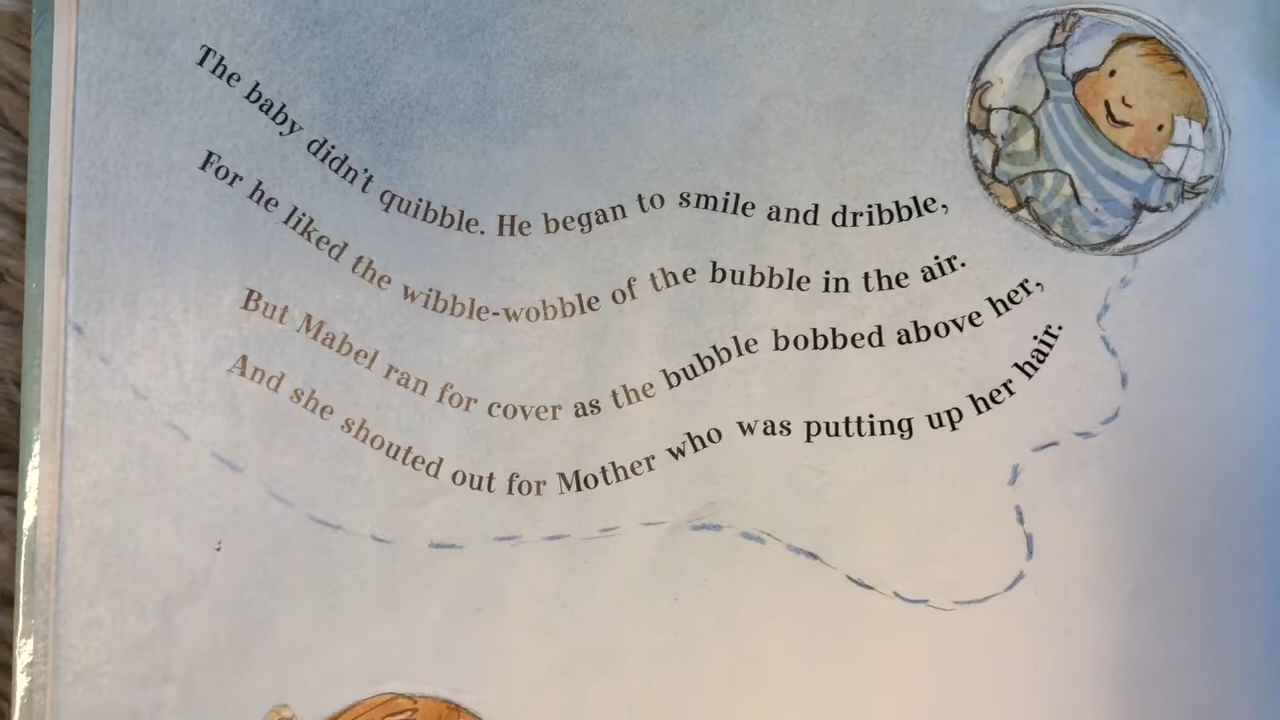 The baby didn't quibble. He began to smile and dribble,
For he liked the wibble-wobble of the bubble in the air.
But Mabel ran for cover as the bubble bobbed above her,
And she shouted out for Mother who was putting up her hair.